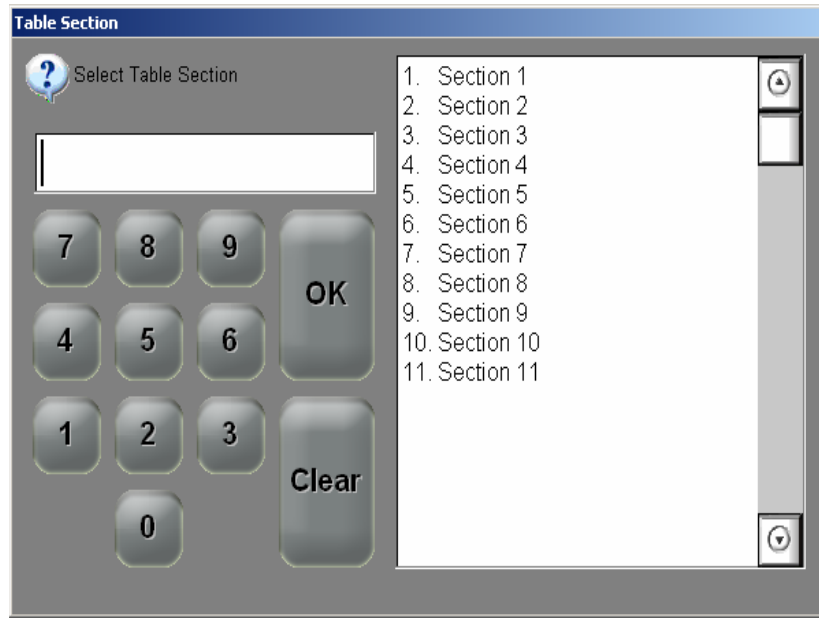 Table Section
Select Table Section
7 8 9
OK
4 5 6
1 2 3
Clear
0
1. Section 1
2. Section 2
3. Section 3
4. Section 4
5. Section 5
6. Section 6
7. Section 7
8. Section 8
9. Section 9
10. Section 10
11. Section 11